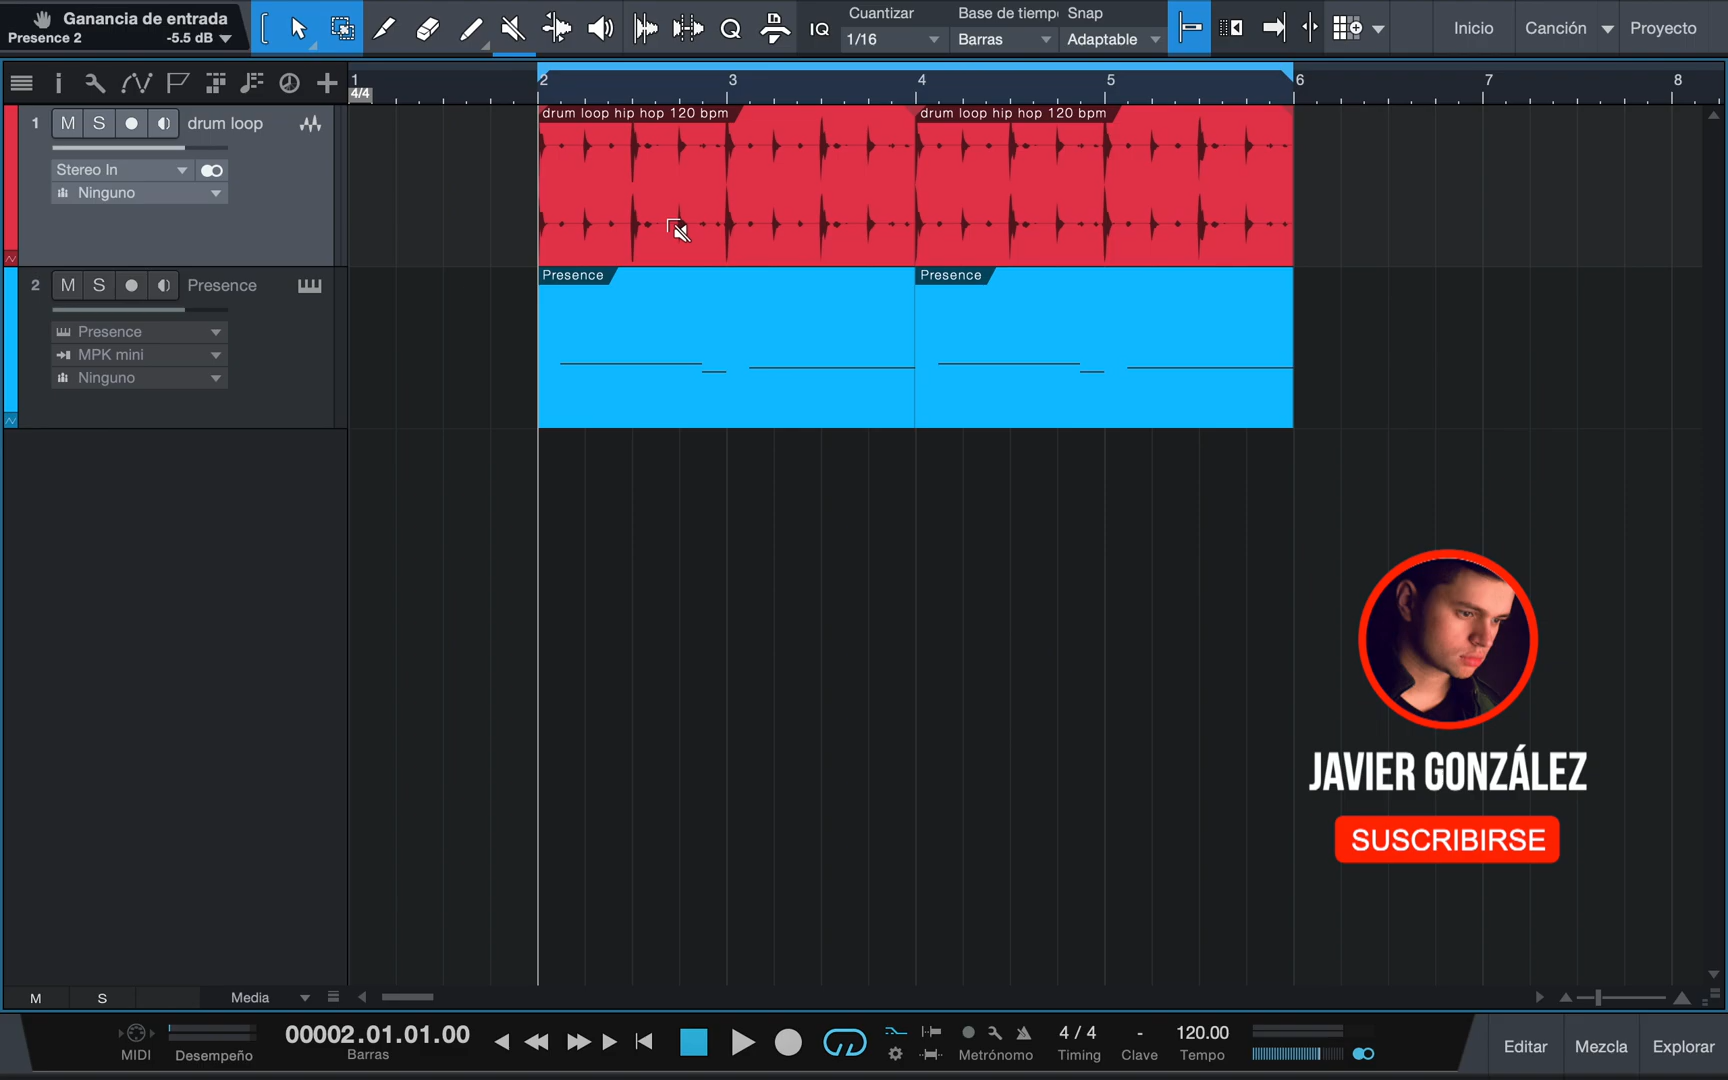 Ganancia de entrada
Presence 2
-5.5 dB
Q
IQ
Cuantizar
1/16
Base de tiemp
Barras
Snap
Adaptable
Inicio
Canción
Proyecto
1
2
3
4
5
6
7
8
4/4
1
M
S
drum loop
Stereo In
Ninguno
drum loop hip hop 120 bpm
drum loop hip hop 120 bpm
2
M
S
Presence
Presence
MPK mini
Ninguno
Presence
Presence
JAVIER GONZÁLEZ
SUSCRIBIRSE
M
S
Media
MIDI
Desempeño
00002.01.01.00
Barras
Metrónomo
4 / 4
Timing
-
Clave
120.00
Tempo
Editar
Mezcla
Explorar